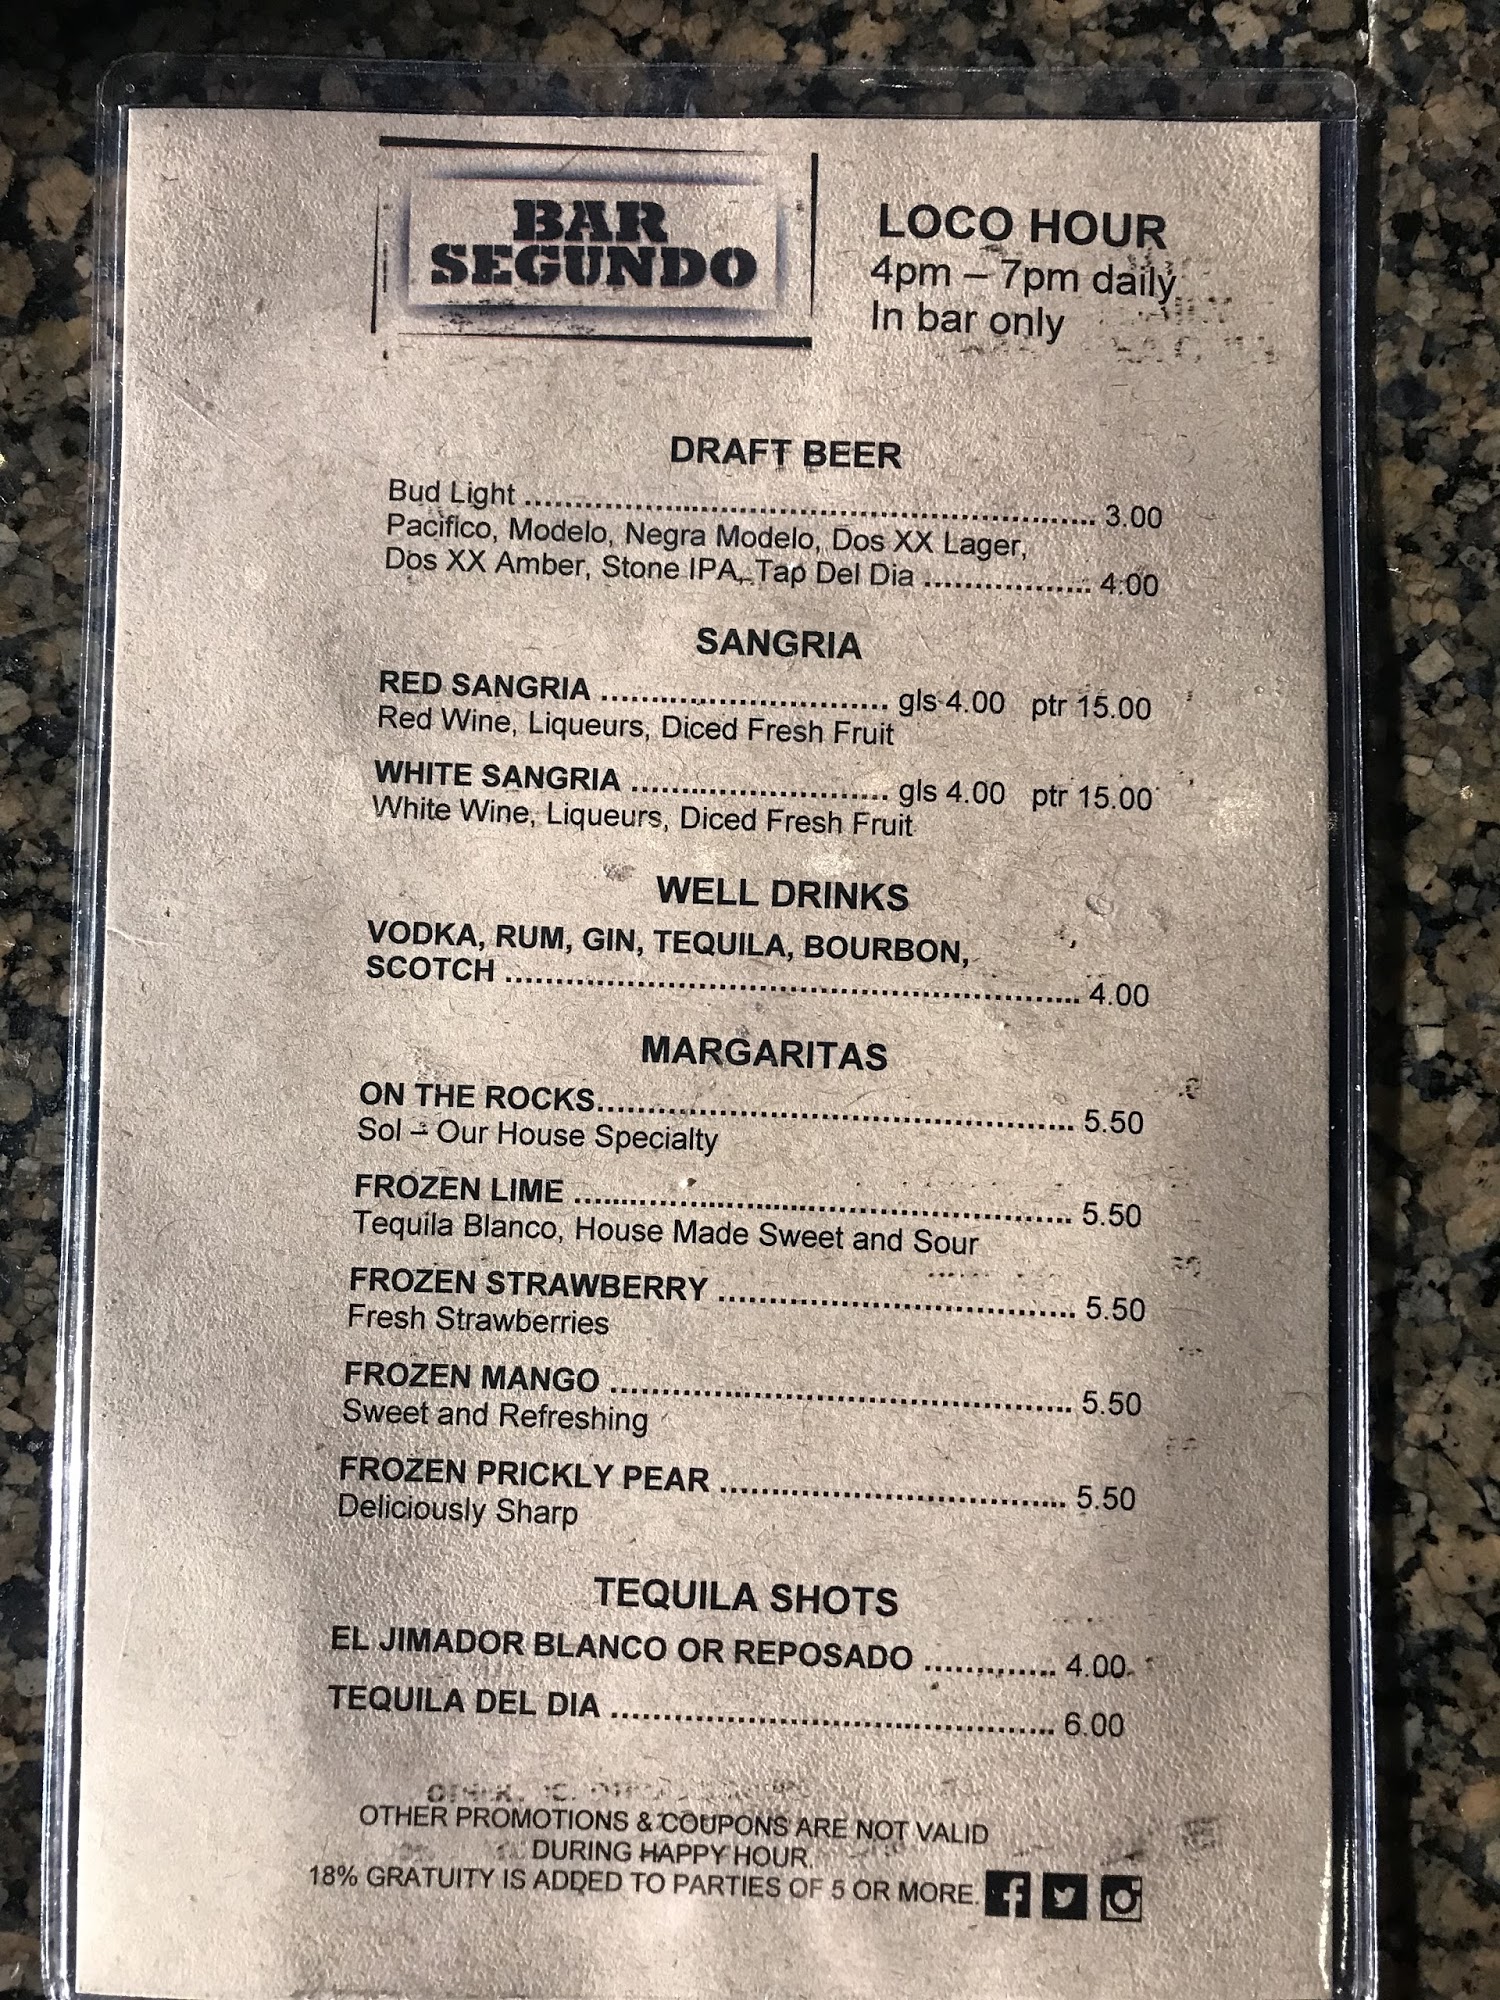 BAR
SEGUNDO
LOCO HOUR
4pm – 7pm daily
In bar only
DRAFT BEER
Bud Light ........................................................ 3.00
Pacifico, Modelo, Negra Modelo, Dos XX Lager,
Dos XX Amber, Stone IPA, Tap Del Dia ................. 4.00
SANGRIA
RED SANGRIA ............................ gls 4.00 ptr 15.00
Red Wine, Liqueurs, Diced Fresh Fruit
WHITE SANGRIA ......................... gls 4.00 ptr 15.00
White Wine, Liqueurs, Diced Fresh Fruit
WELL DRINKS
VODKA, RUM, GIN, TEQUILA, BOURBON,
SCOTCH ......................................................... 4.00
MARGARITAS
ON THE ROCKS............................................... 5.50
Sol – Our House Specialty
FROZEN LIME ................................................. 5.50
Tequila Blanco, House Made Sweet and Sour
FROZEN STRAWBERRY ................................... 5.50
Fresh Strawberries
FROZEN MANGO ............................................. 5.50
Sweet and Refreshing
FROZEN PRICKLY PEAR .................................. 5.50
Deliciously Sharp
TEQUILA SHOTS
EL JIMADOR BLANCO OR REPOSADO ............. 4.00
TEQUILA DEL DIA ............................................ 6.00
OTHER PROMOTIONS & COUPONS ARE NOT VALID
DURING HAPPY HOUR.
18% GRATUITY IS ADDED TO PARTIES OF 5 OR MORE.